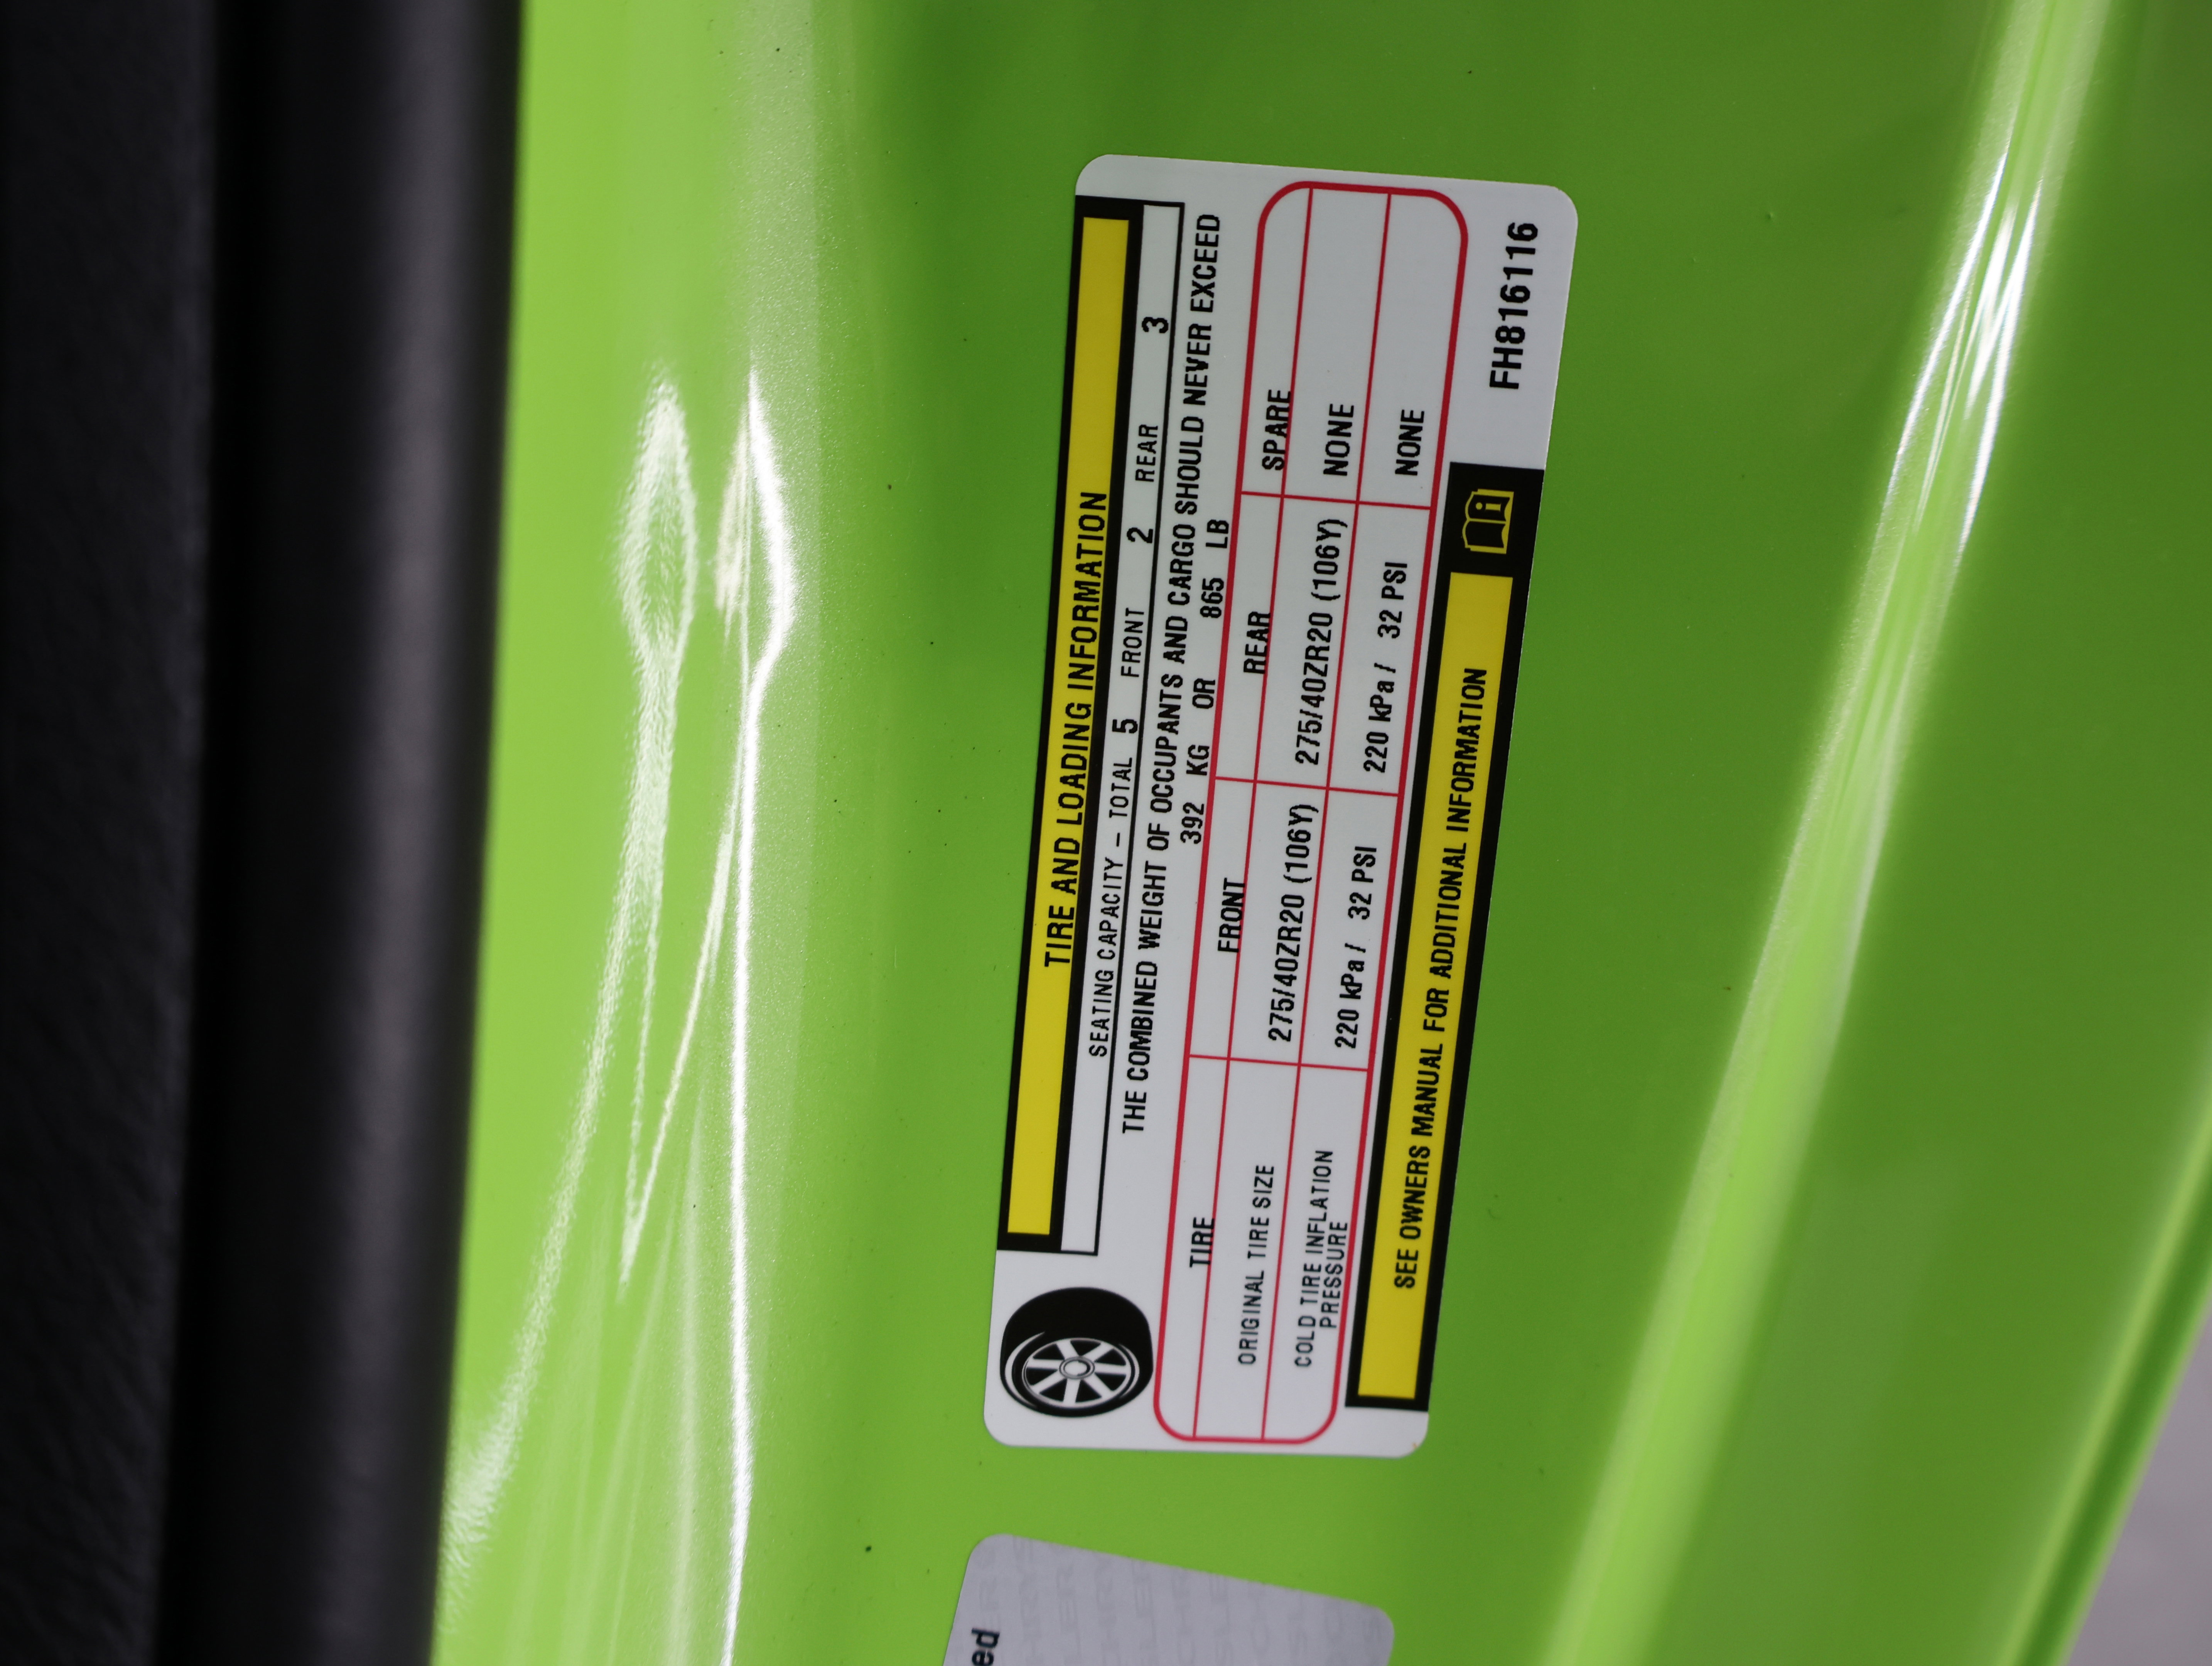 TIRE AND LOADING INFORMATION
SEATING CAPACITY – TOTAL 5 FRONT 2 REAR 3
THE COMBINED WEIGHT OF OCCUPANTS AND CARGO SHOULD NEVER EXCEED
392 KG OR 865 LB
TIRE FRONT REAR SPARE
ORIGINAL TIRE SIZE 275/40ZR20 (106Y) 275/40ZR20 (106Y) NONE
COLD TIRE INFLATION
PRESSURE 220 kPa / 32 PSI 220 kPa / 32 PSI NONE
SEE OWNERS MANUAL FOR ADDITIONAL INFORMATION
FH816116
ed